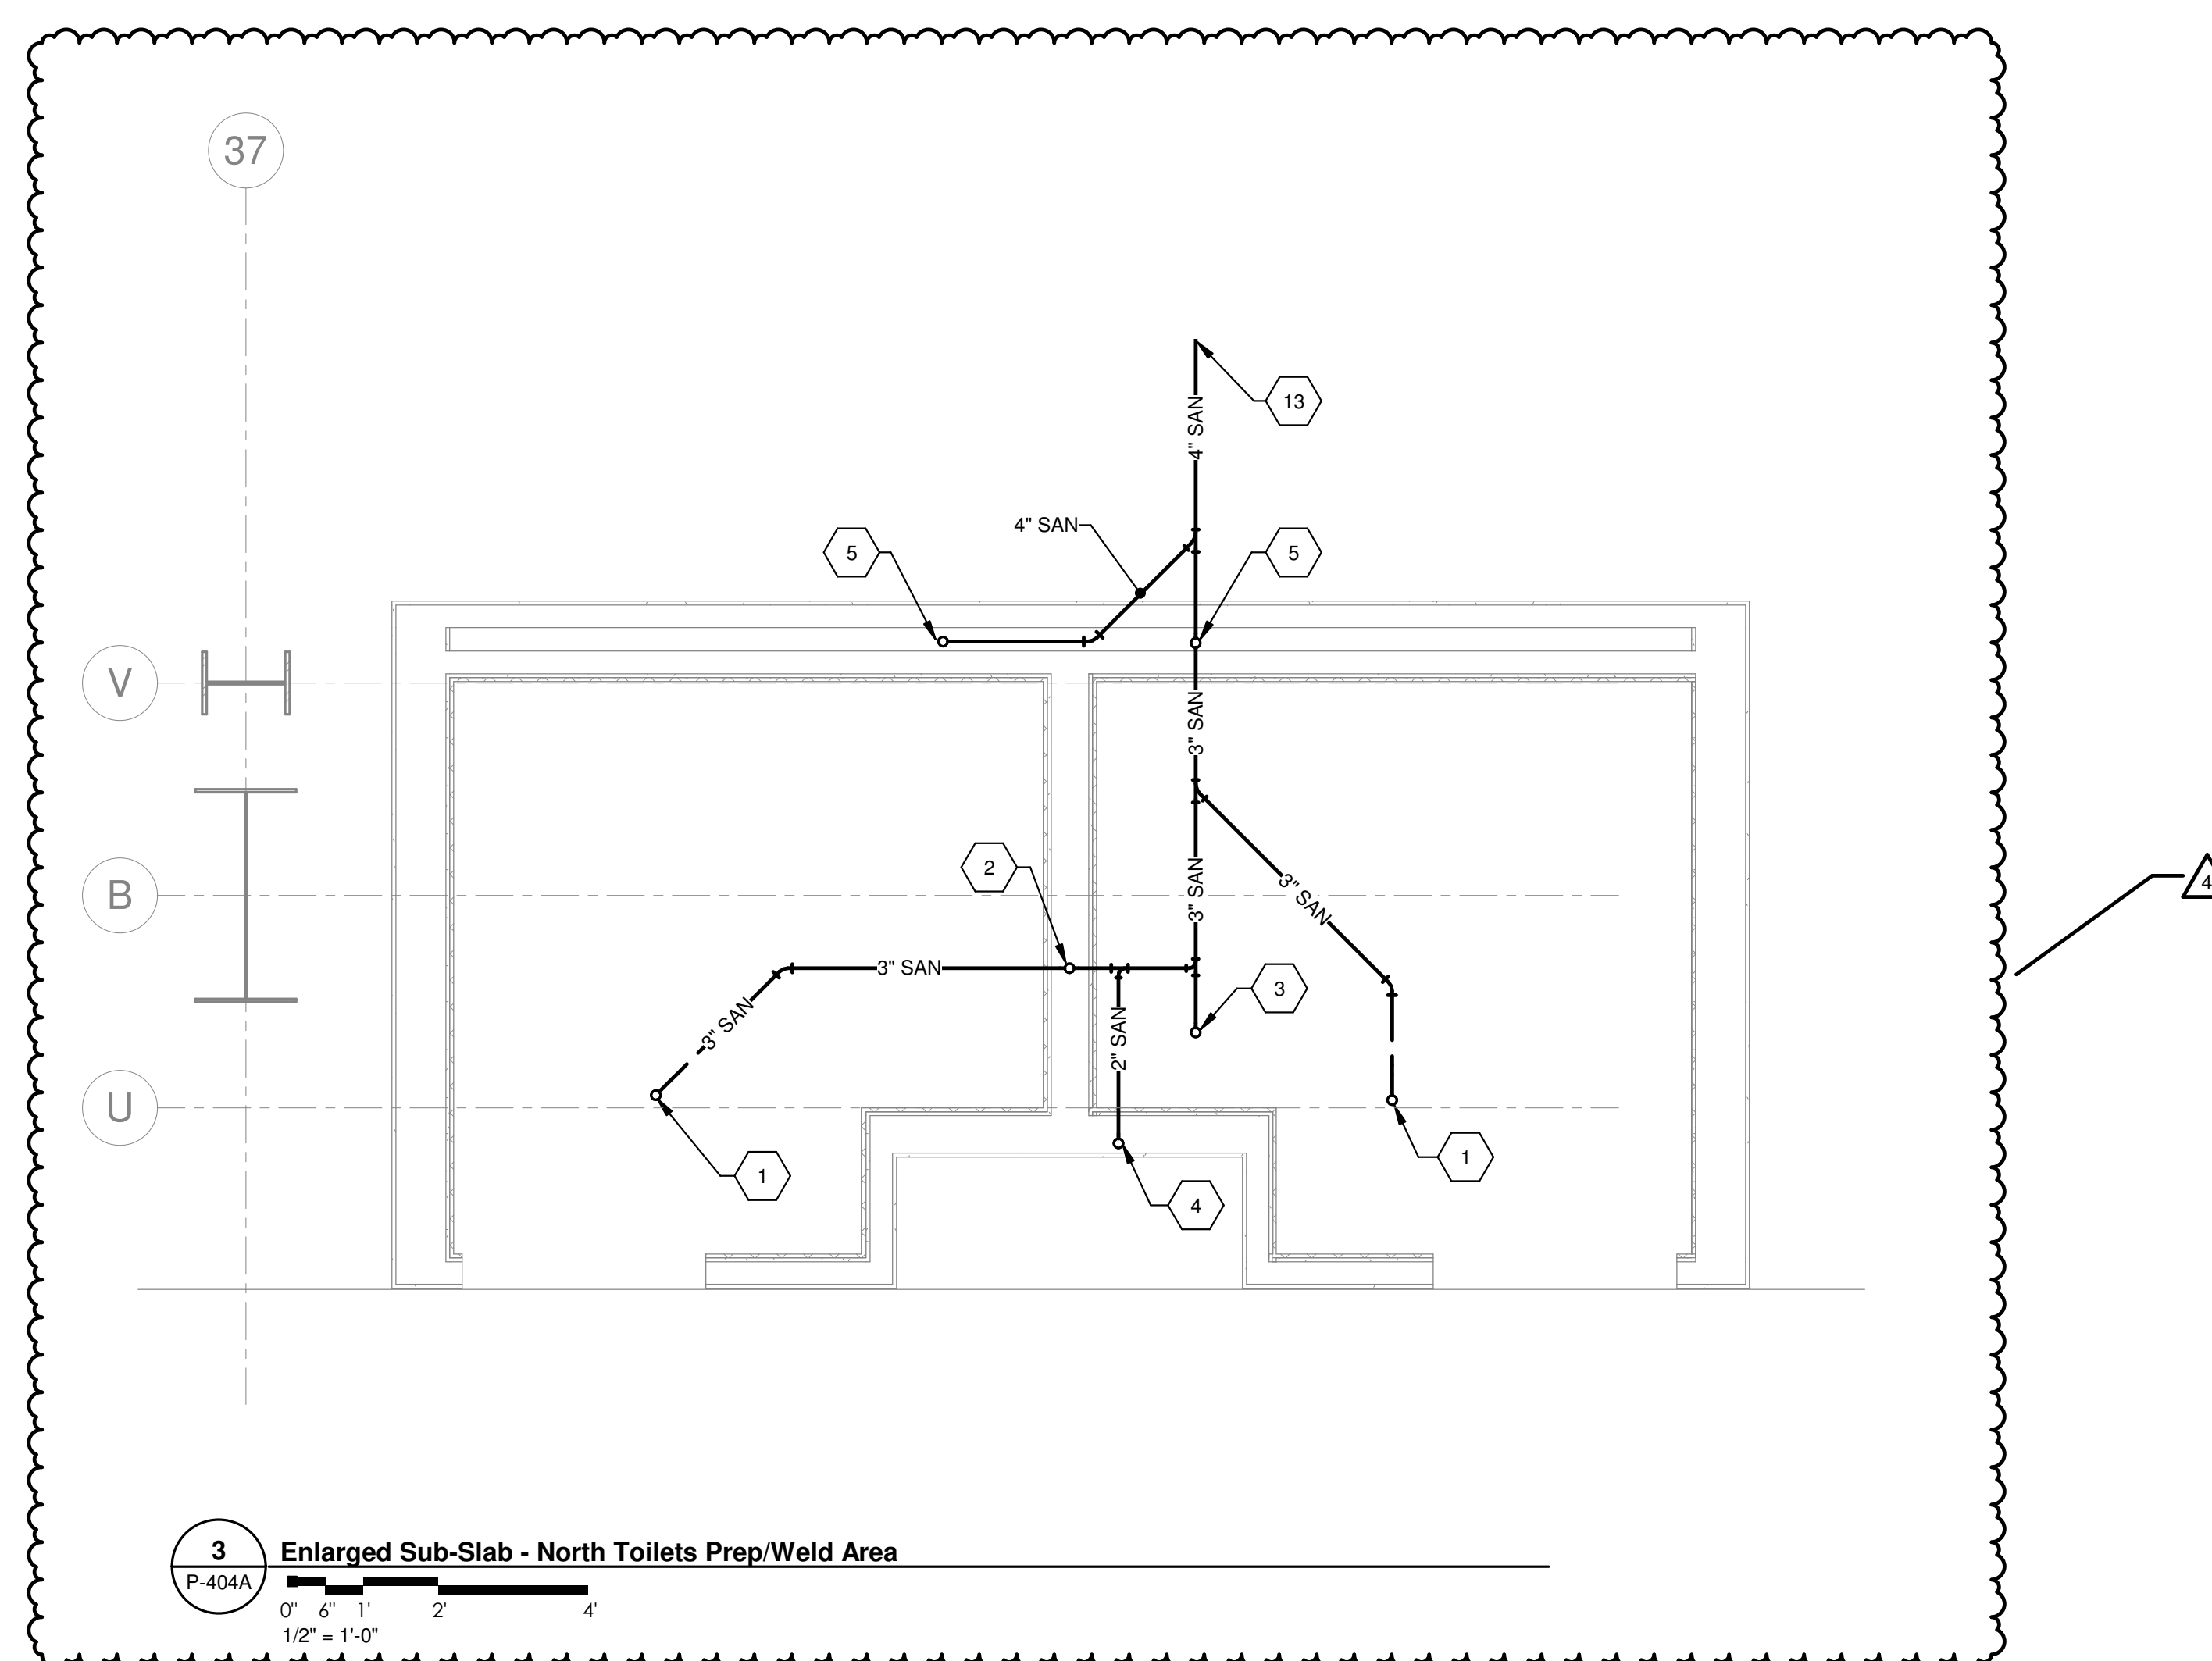 37
13
4" SAN
4" SAN
5
5
V
3" SAN
2
3" SAN
3" SAN
4
B
3" SAN
3
3" SAN
2" SAN
U
1
1
4
3
P-404A
Enlarged Sub-Slab - North Toilets Prep/Weld Area
0" 6" 1' 2' 4'
1/2" = 1'-0"